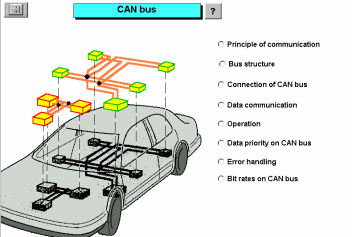 CAN bus
?
Principle of communication
Bus structure
Connection of CAN bus
Data communication
Operation
Data priority on CAN bus
Error handling
Bit rates on CAN bus